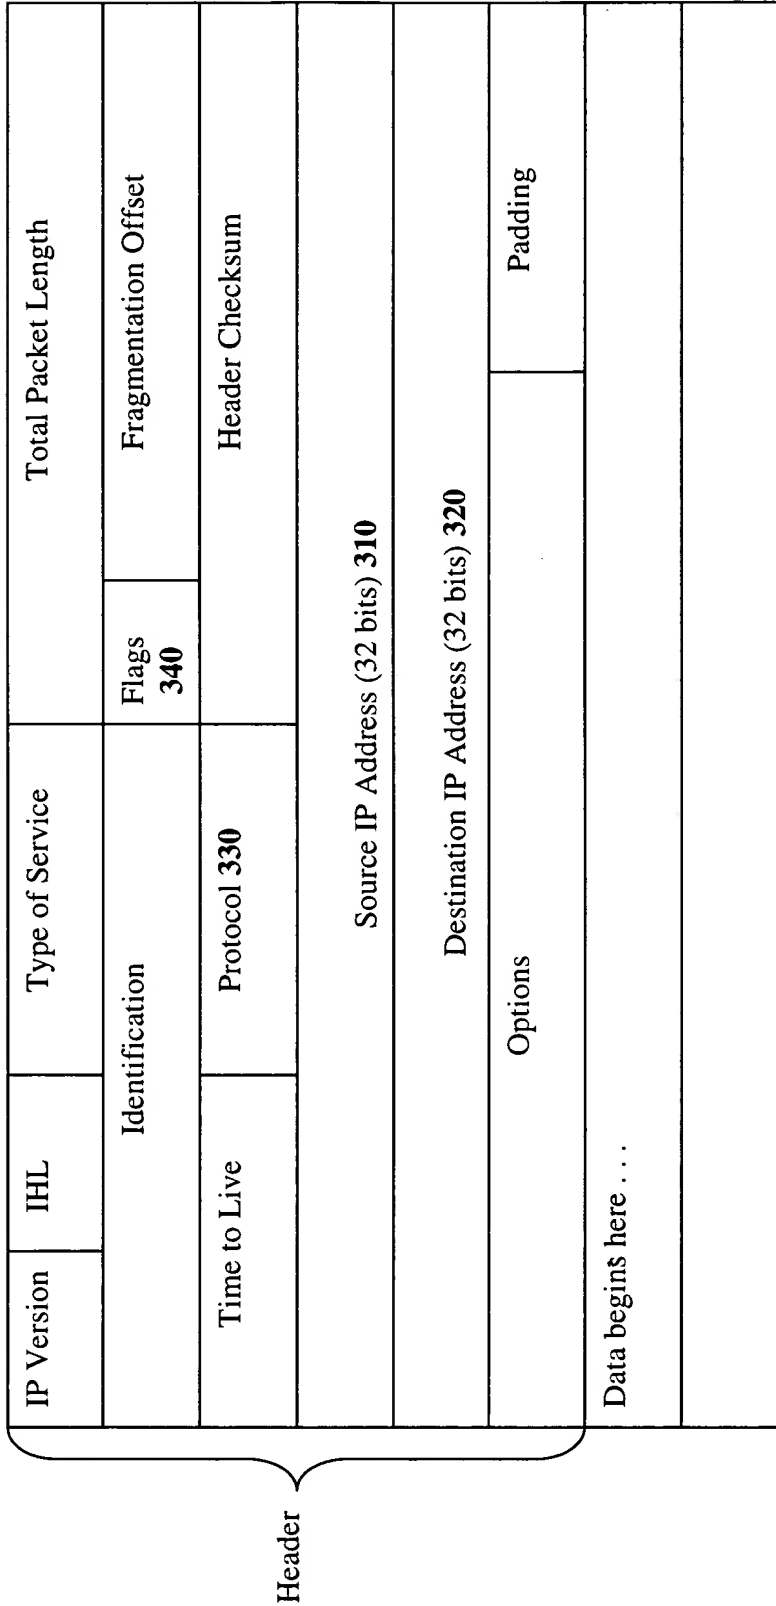 IP Version
IHL
Type of Service
Total Packet Length
Identification
Flags
340
Fragmentation Offset
Time to Live
Protocol 330
Header Checksum
Source IP Address (32 bits) 310
Destination IP Address (32 bits) 320
Options
Padding
Data begins here . . .
Header